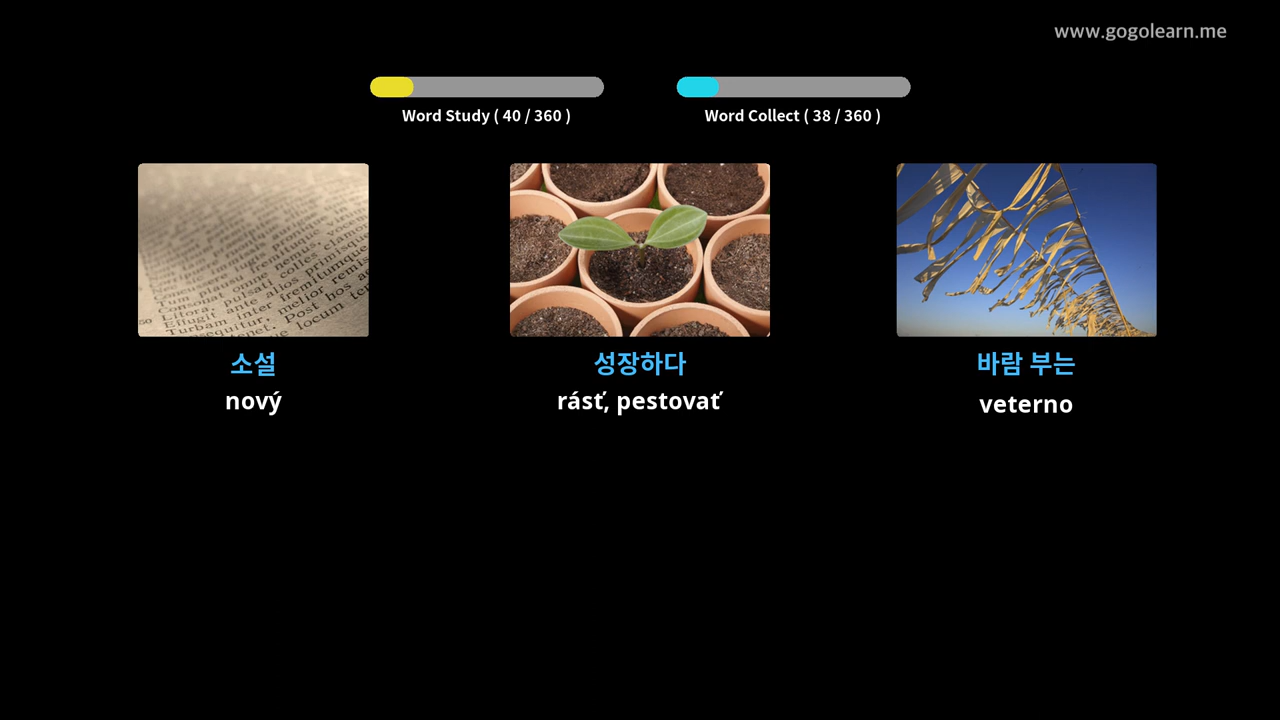 www.gogolearn.me
Word Study ( 40 / 360 )
Word Collect ( 38 / 360 )
소설
nový
성장하다
rásť, pestovať
바람 부는
veterno